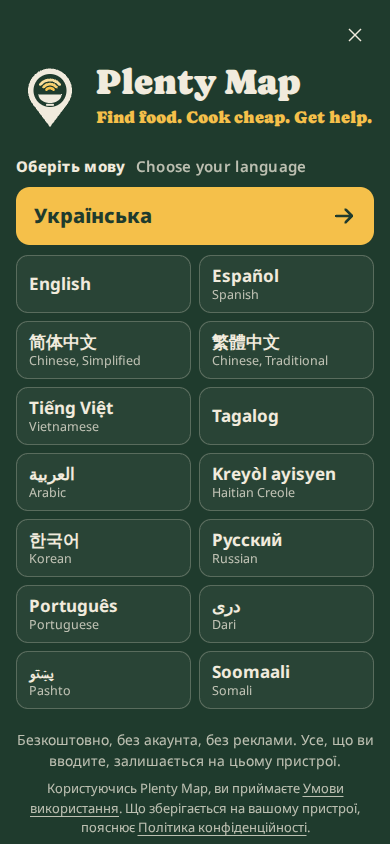 Plenty Map
Find food. Cook cheap. Get help.
Оберіть мову Choose your language
Українська
English
Español
Spanish
简体中文
Chinese, Simplified
繁體中文
Chinese, Traditional
Tiếng Việt
Vietnamese
Tagalog
العربية
Arabic
Kreyòl ayisyen
Haitian Creole
한국어
Korean
Русский
Russian
Português
Portuguese
دری
Dari
پښتو
Pashto
Soomaali
Somali
Безкоштовно, без акаунта, без реклами. Усе, що ви
вводите, залишається на цьому пристрої.
Користуючись Plenty Map, ви приймаєте Умови
використання. Що зберігається на вашому пристрої,
пояснює Політика конфіденційності.